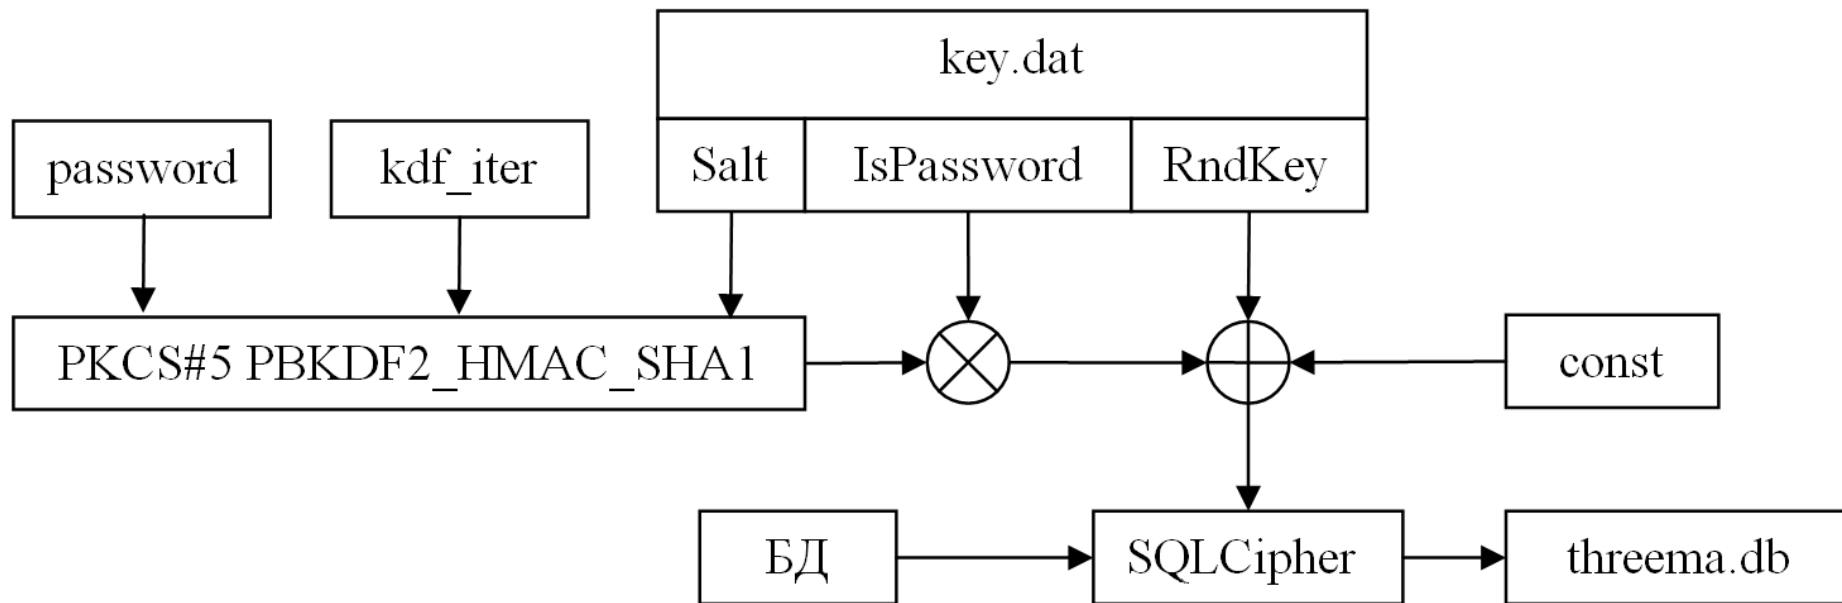 key.dat
password
kdf_iter
Salt
IsPassword
RndKey
PKCS#5 PBKDF2_HMAC_SHA1
const
БД
SQLCipher
threema.db